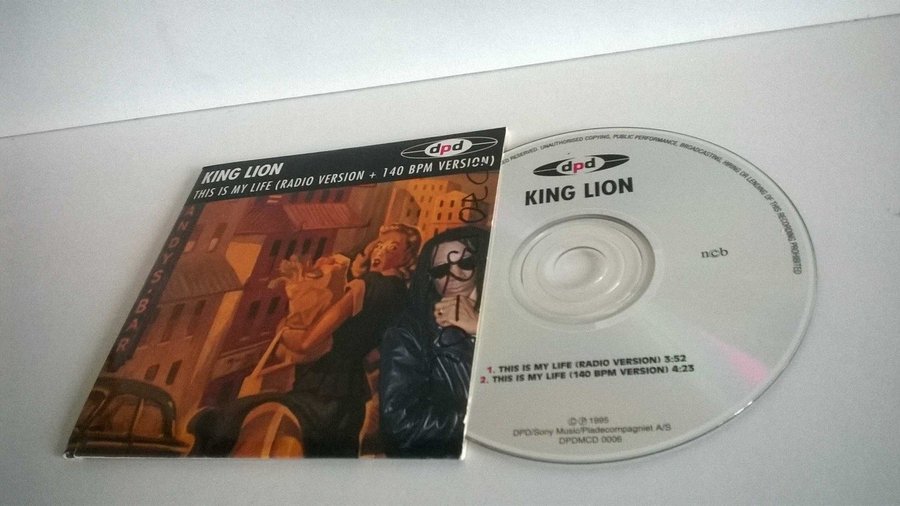 dpd
KING LION
THIS IS MY LIFE (RADIO VERSION + 140 BPM VERSION)
ANDY'S BAR
RESERVED. UNAUTHORISED COPYING, PUBLIC PERFORMANCE, BROADCASTING, HIRING OR LENDING OF THIS RECORDING PROHIBITED
dpd
KING LION
ncb
1. THIS IS MY LIFE (RADIO VERSION) 3:52
2. THIS IS MY LIFE (140 BPM VERSION) 4:23
©℗ 1995
DPD/Sony Music/Pladecompagniet A/S
DPDMCD 0006